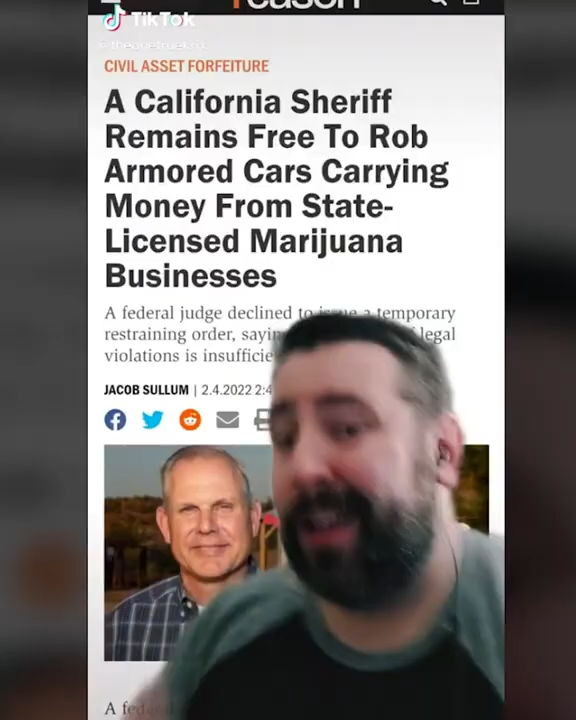 reason
TikTok
CIVIL ASSET FORFEITURE
A California Sheriff
Remains Free To Rob
Armored Cars Carrying
Money From State-
Licensed Marijuana
Businesses
A federal judge declined to issue a temporary
restraining order, legal
violations is
JACOB SULLUM | 2.4.2022
A